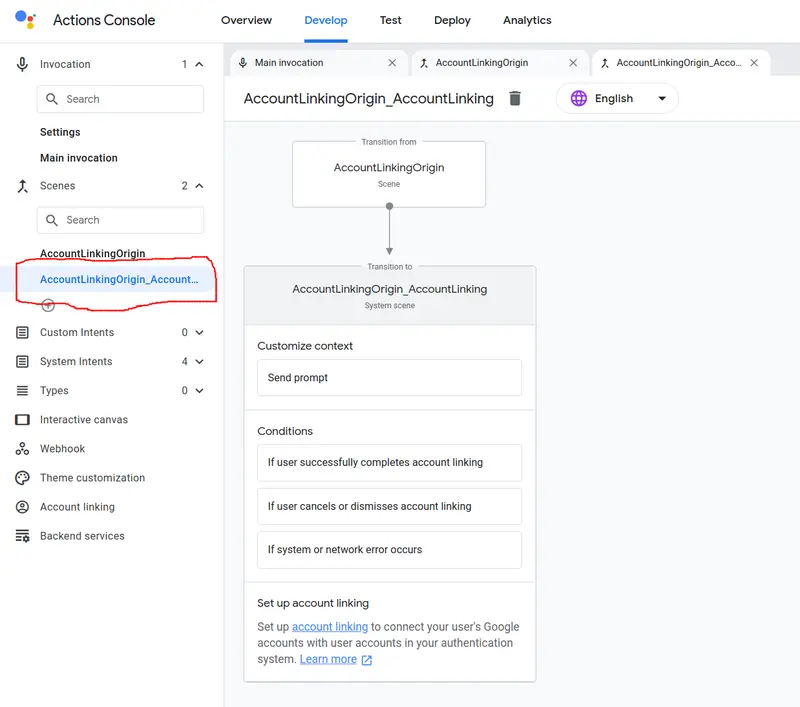 Actions Console
Overview
Develop
Test
Deploy
Analytics
Invocation
1
Search
Settings
Main invocation
Scenes
2
Search
AccountLinkingOrigin
AccountLinkingOrigin_Account...
Custom Intents
0
System Intents
4
Types
0
Interactive canvas
Webhook
Theme customization
Account linking
Backend services
Main invocation
AccountLinkingOrigin
AccountLinkingOrigin_Acco...
AccountLinkingOrigin_AccountLinking
English
Transition from
AccountLinkingOrigin
Scene
Transition to
AccountLinkingOrigin_AccountLinking
System scene
Customize context
Send prompt
Conditions
If user successfully completes account linking
If user cancels or dismisses account linking
If system or network error occurs
Set up account linking
Set up account linking to connect your user's Google
accounts with user accounts in your authentication
system. Learn more